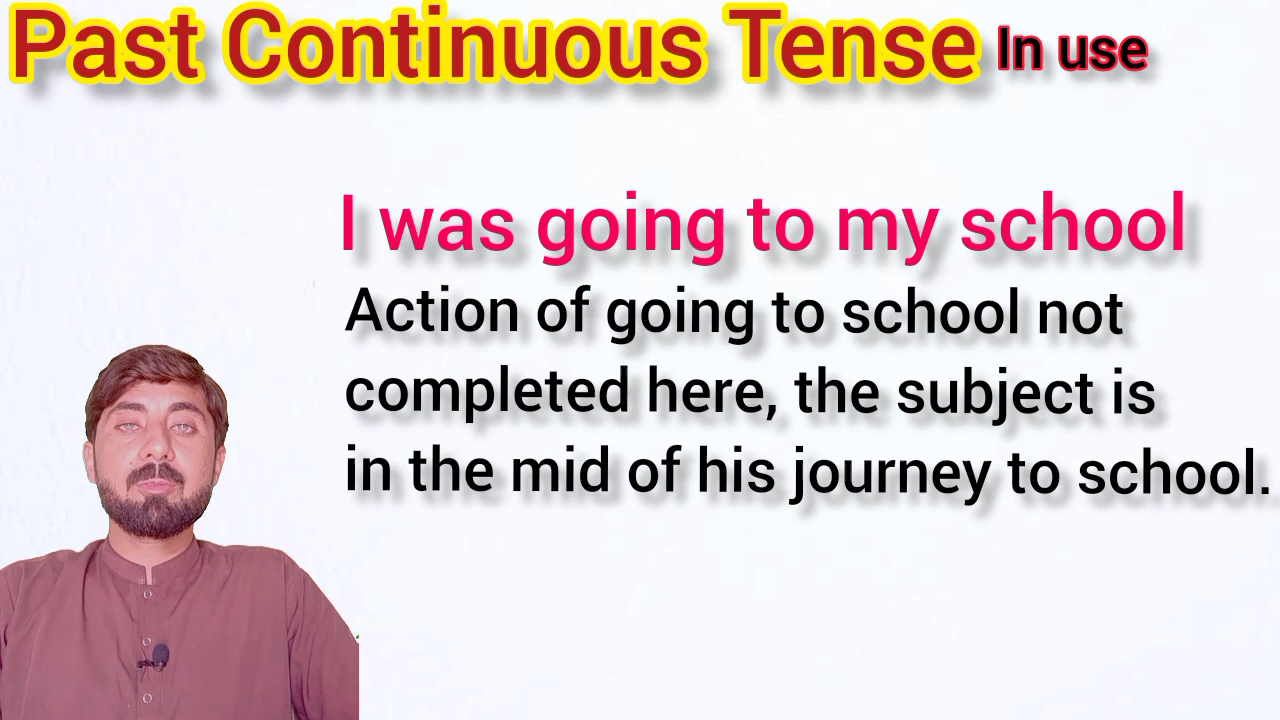 Past Continuous Tense In use
I was going to my school
Action of going to school not
completed here, the subject is
in the mid of his journey to school.